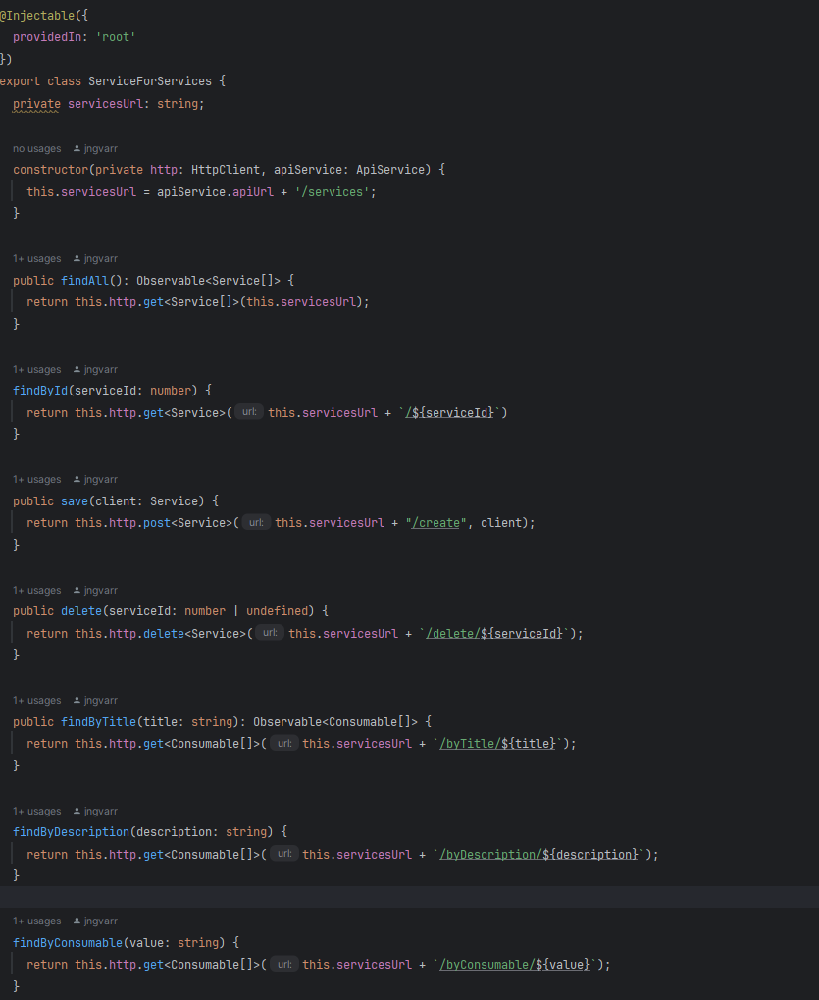 @Injectable({
  providedIn: 'root'
})
export class ServiceForServices {
  private servicesUrl: string;
  no usages jngvarr
  constructor(private http: HttpClient, apiService: ApiService) {
    this.servicesUrl = apiService.apiUrl + '/services';
  }
  1+ usages jngvarr
  public findAll(): Observable<Service[]> {
    return this.http.get<Service[]>(this.servicesUrl);
  }
  1+ usages jngvarr
  findById(serviceId: number) {
    return this.http.get<Service>( url: this.servicesUrl + `/${serviceId}`)
  }
  1+ usages jngvarr
  public save(client: Service) {
    return this.http.post<Service>( url: this.servicesUrl + "/create", client);
  }
  1+ usages jngvarr
  public delete(serviceId: number | undefined) {
    return this.http.delete<Service>( url: this.servicesUrl + `/delete/${serviceId}`);
  }
  1+ usages jngvarr
  public findByTitle(title: string): Observable<Consumable[]> {
    return this.http.get<Consumable[]>( url: this.servicesUrl + `/byTitle/${title}`);
  }
  1+ usages jngvarr
  findByDescription(description: string) {
    return this.http.get<Consumable[]>( url: this.servicesUrl + `/byDescription/${description}`);
  }
  1+ usages jngvarr
  findByConsumable(value: string) {
    return this.http.get<Consumable[]>( url: this.servicesUrl + `/byConsumable/${value}`);
  }